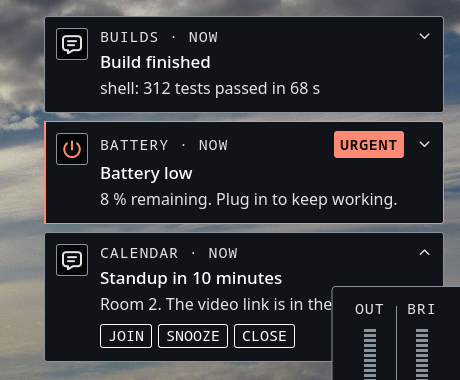 BUILDS · NOW
Build finished
shell: 312 tests passed in 68 s
BATTERY · NOW
URGENT
Battery low
8 % remaining. Plug in to keep working.
CALENDAR · NOW
Standup in 10 minutes
Room 2. The video link is in the
JOIN SNOOZE CLOSE
OUT BRI